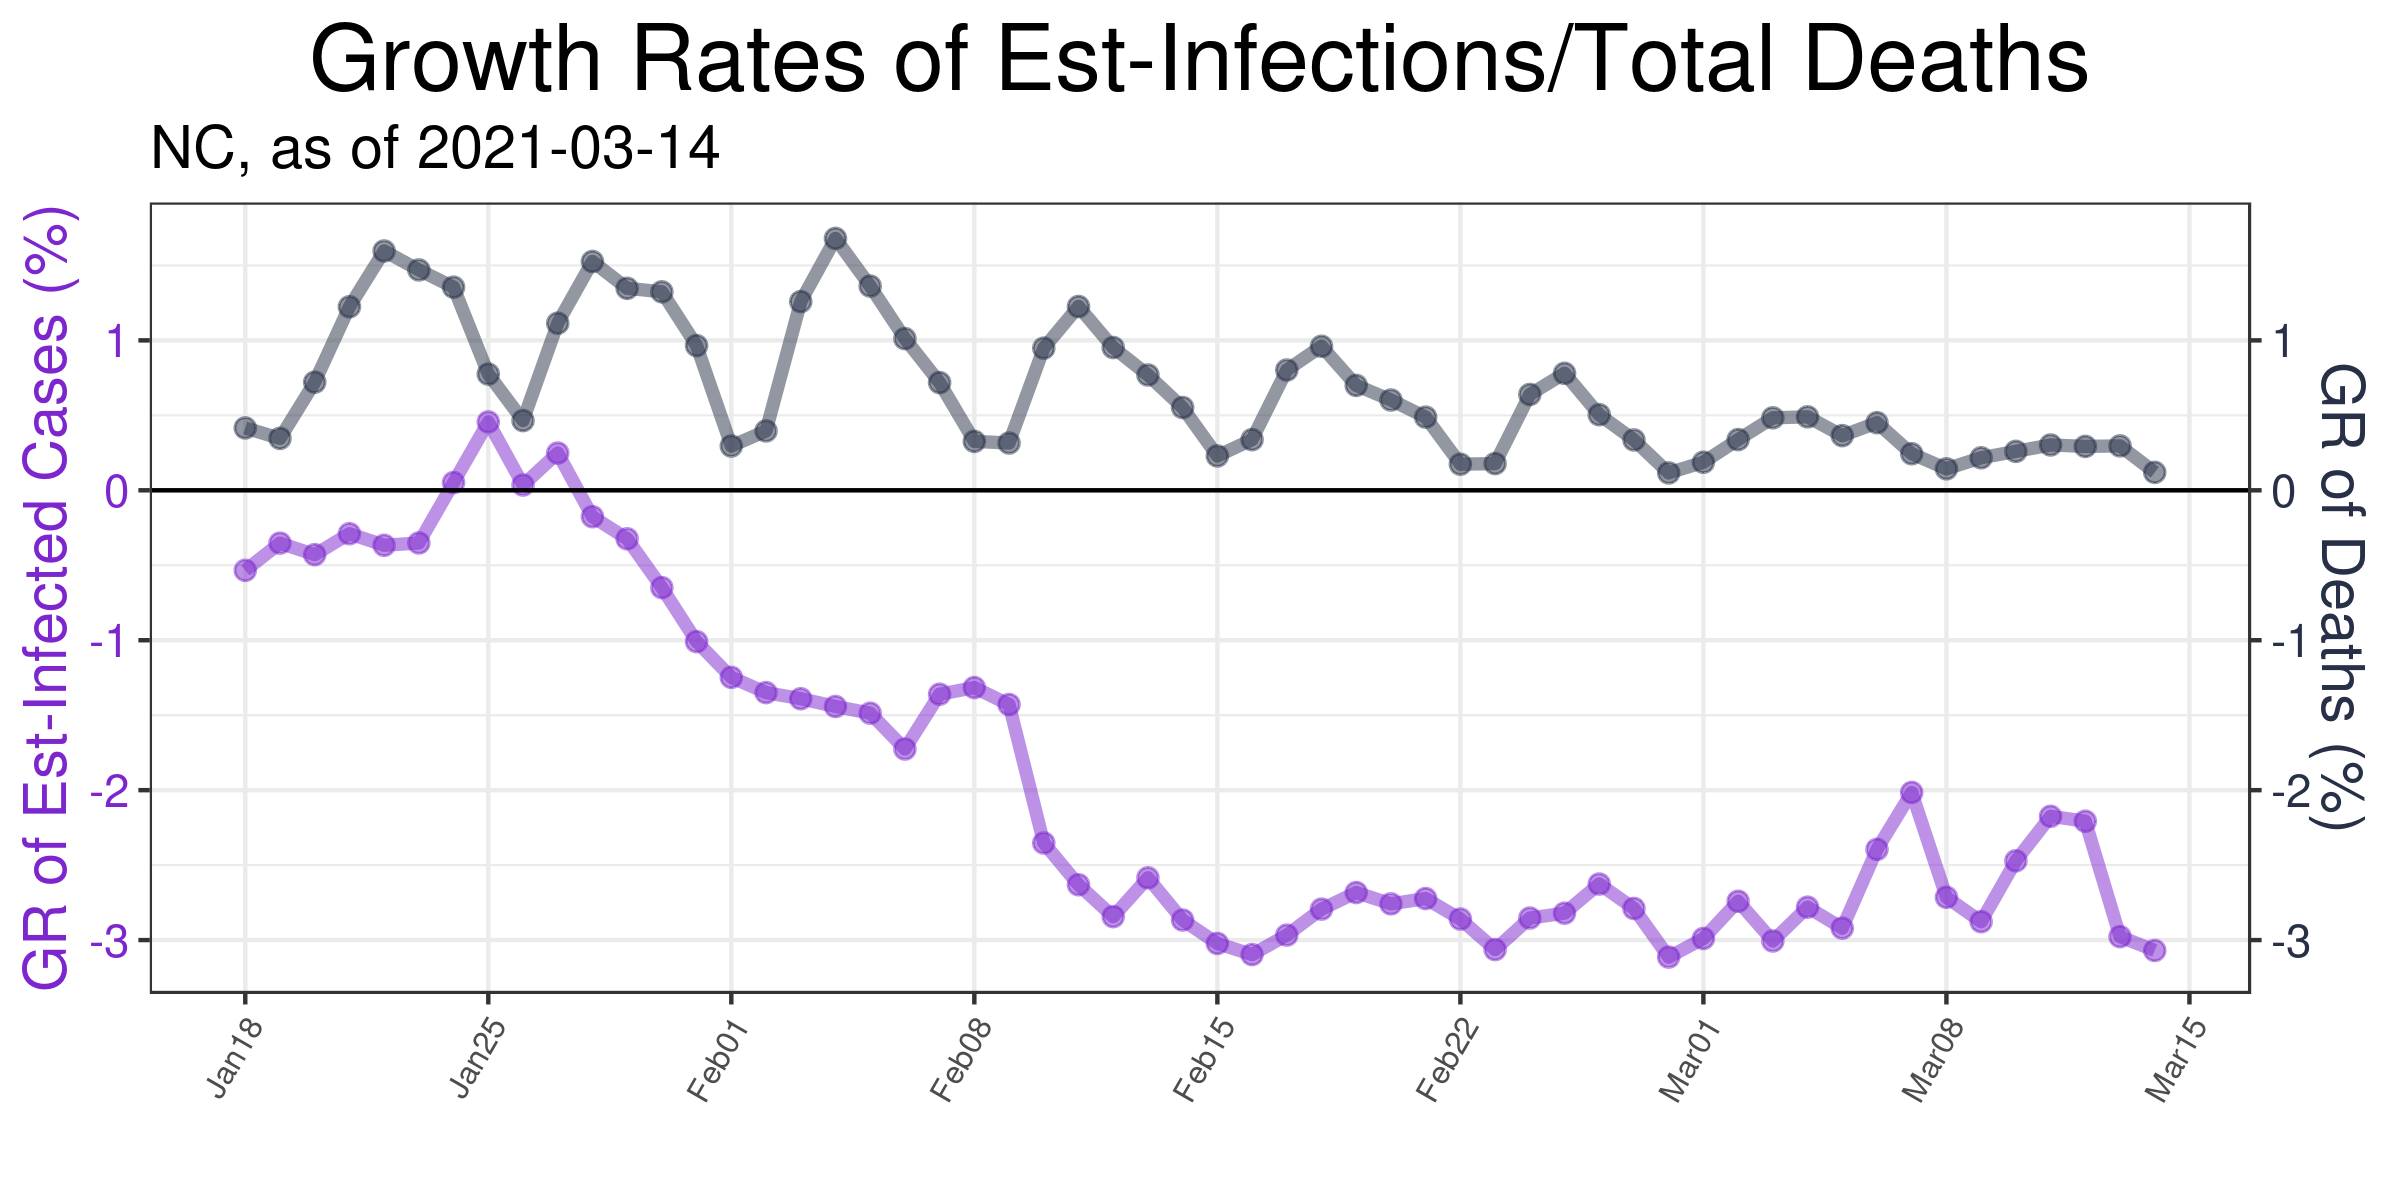 Growth Rates of Est-Infections/Total Deaths
NC, as of 2021-03-14
GR of Est-Infected Cases (%)
1
0
-1
-2
-3
1
0
-1
-2
-3
GR of Deaths (%)
Jan18
Jan25
Feb01
Feb08
Feb15
Feb22
Mar01
Mar08
Mar15